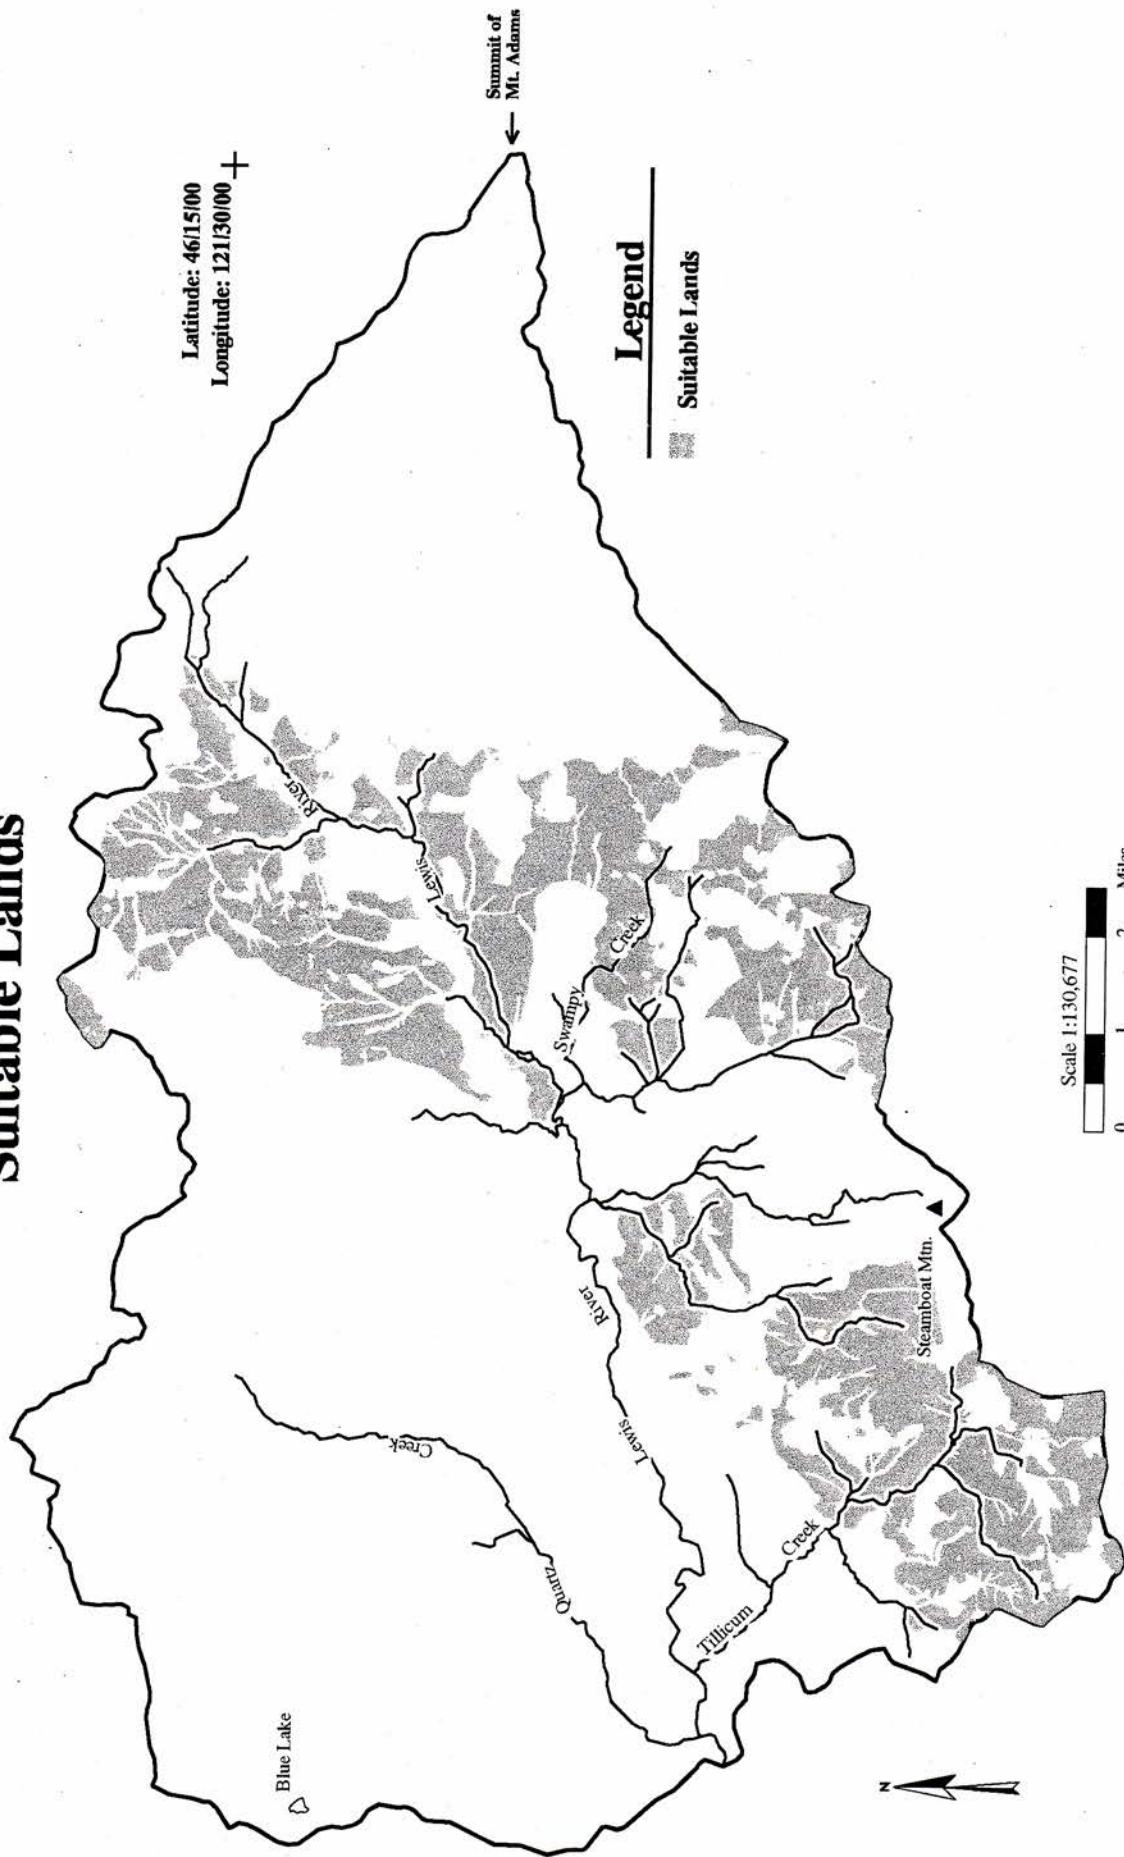 Suitable Lands
Summit of
Mt. Adams
Latitude: 46/15/00
Longitude: 121/30/00
Legend
Suitable Lands
River
Lewis
Creek
Swampy
River
Lewis
Creek
Quartz
Creek
Tillicum
Steamboat Mtn.
Blue Lake
N
Scale 1:130,677
0 1 2 Miles